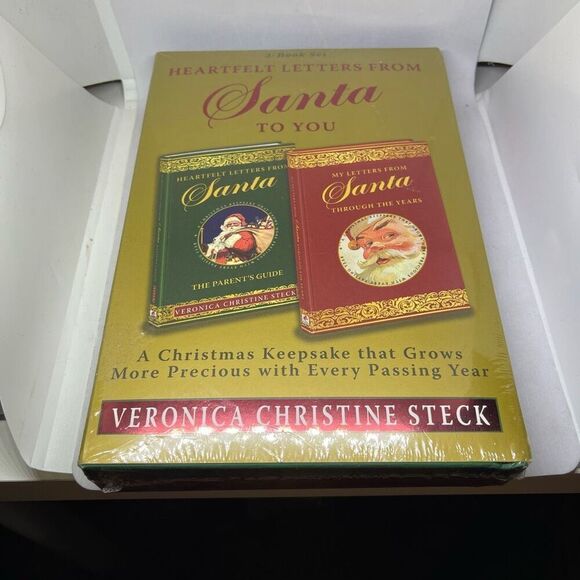 2-Book Set
HEARTFELT LETTERS FROM
Santa
TO YOU
HEARTFELT LETTERS FROM
Santa
THE PARENT'S GUIDE
VERONICA CHRISTINE STECK
MY LETTERS FROM
Santa
THROUGH THE YEARS
A Christmas Keepsake that Grows
More Precious with Every Passing Year
VERONICA CHRISTINE STECK